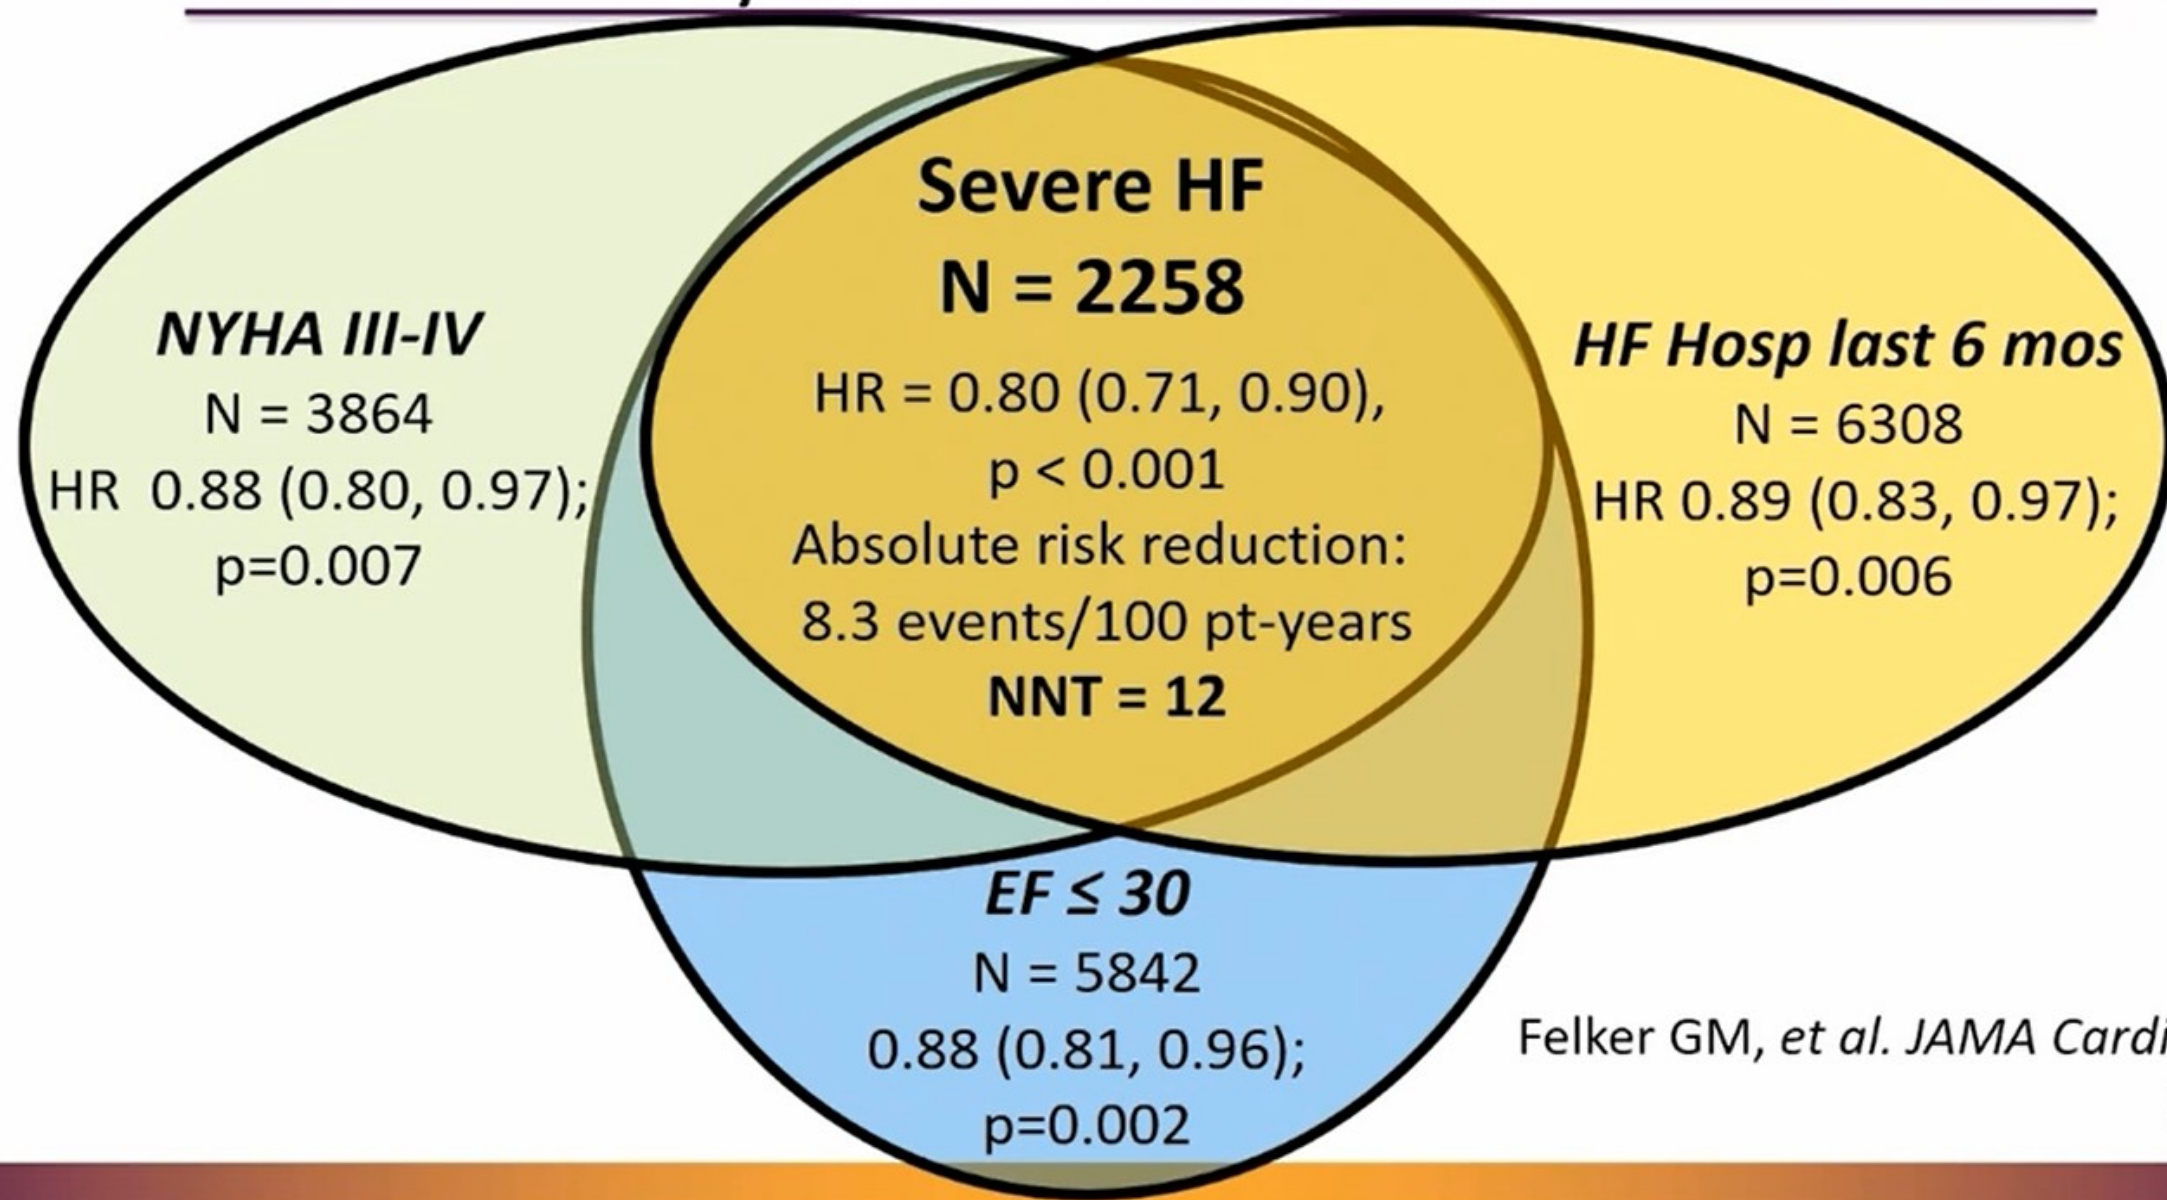 Severe HF
N = 2258
HR = 0.80 (0.71, 0.90),
p < 0.001
Absolute risk reduction:
8.3 events/100 pt-years
NNT = 12
NYHA III-IV
N = 3864
HR 0.88 (0.80, 0.97);
p=0.007
HF Hosp last 6 mos
N = 6308
HR 0.89 (0.83, 0.97);
p=0.006
EF ≤ 30
N = 5842
0.88 (0.81, 0.96);
p=0.002
Felker GM, et al. JAMA Cardi